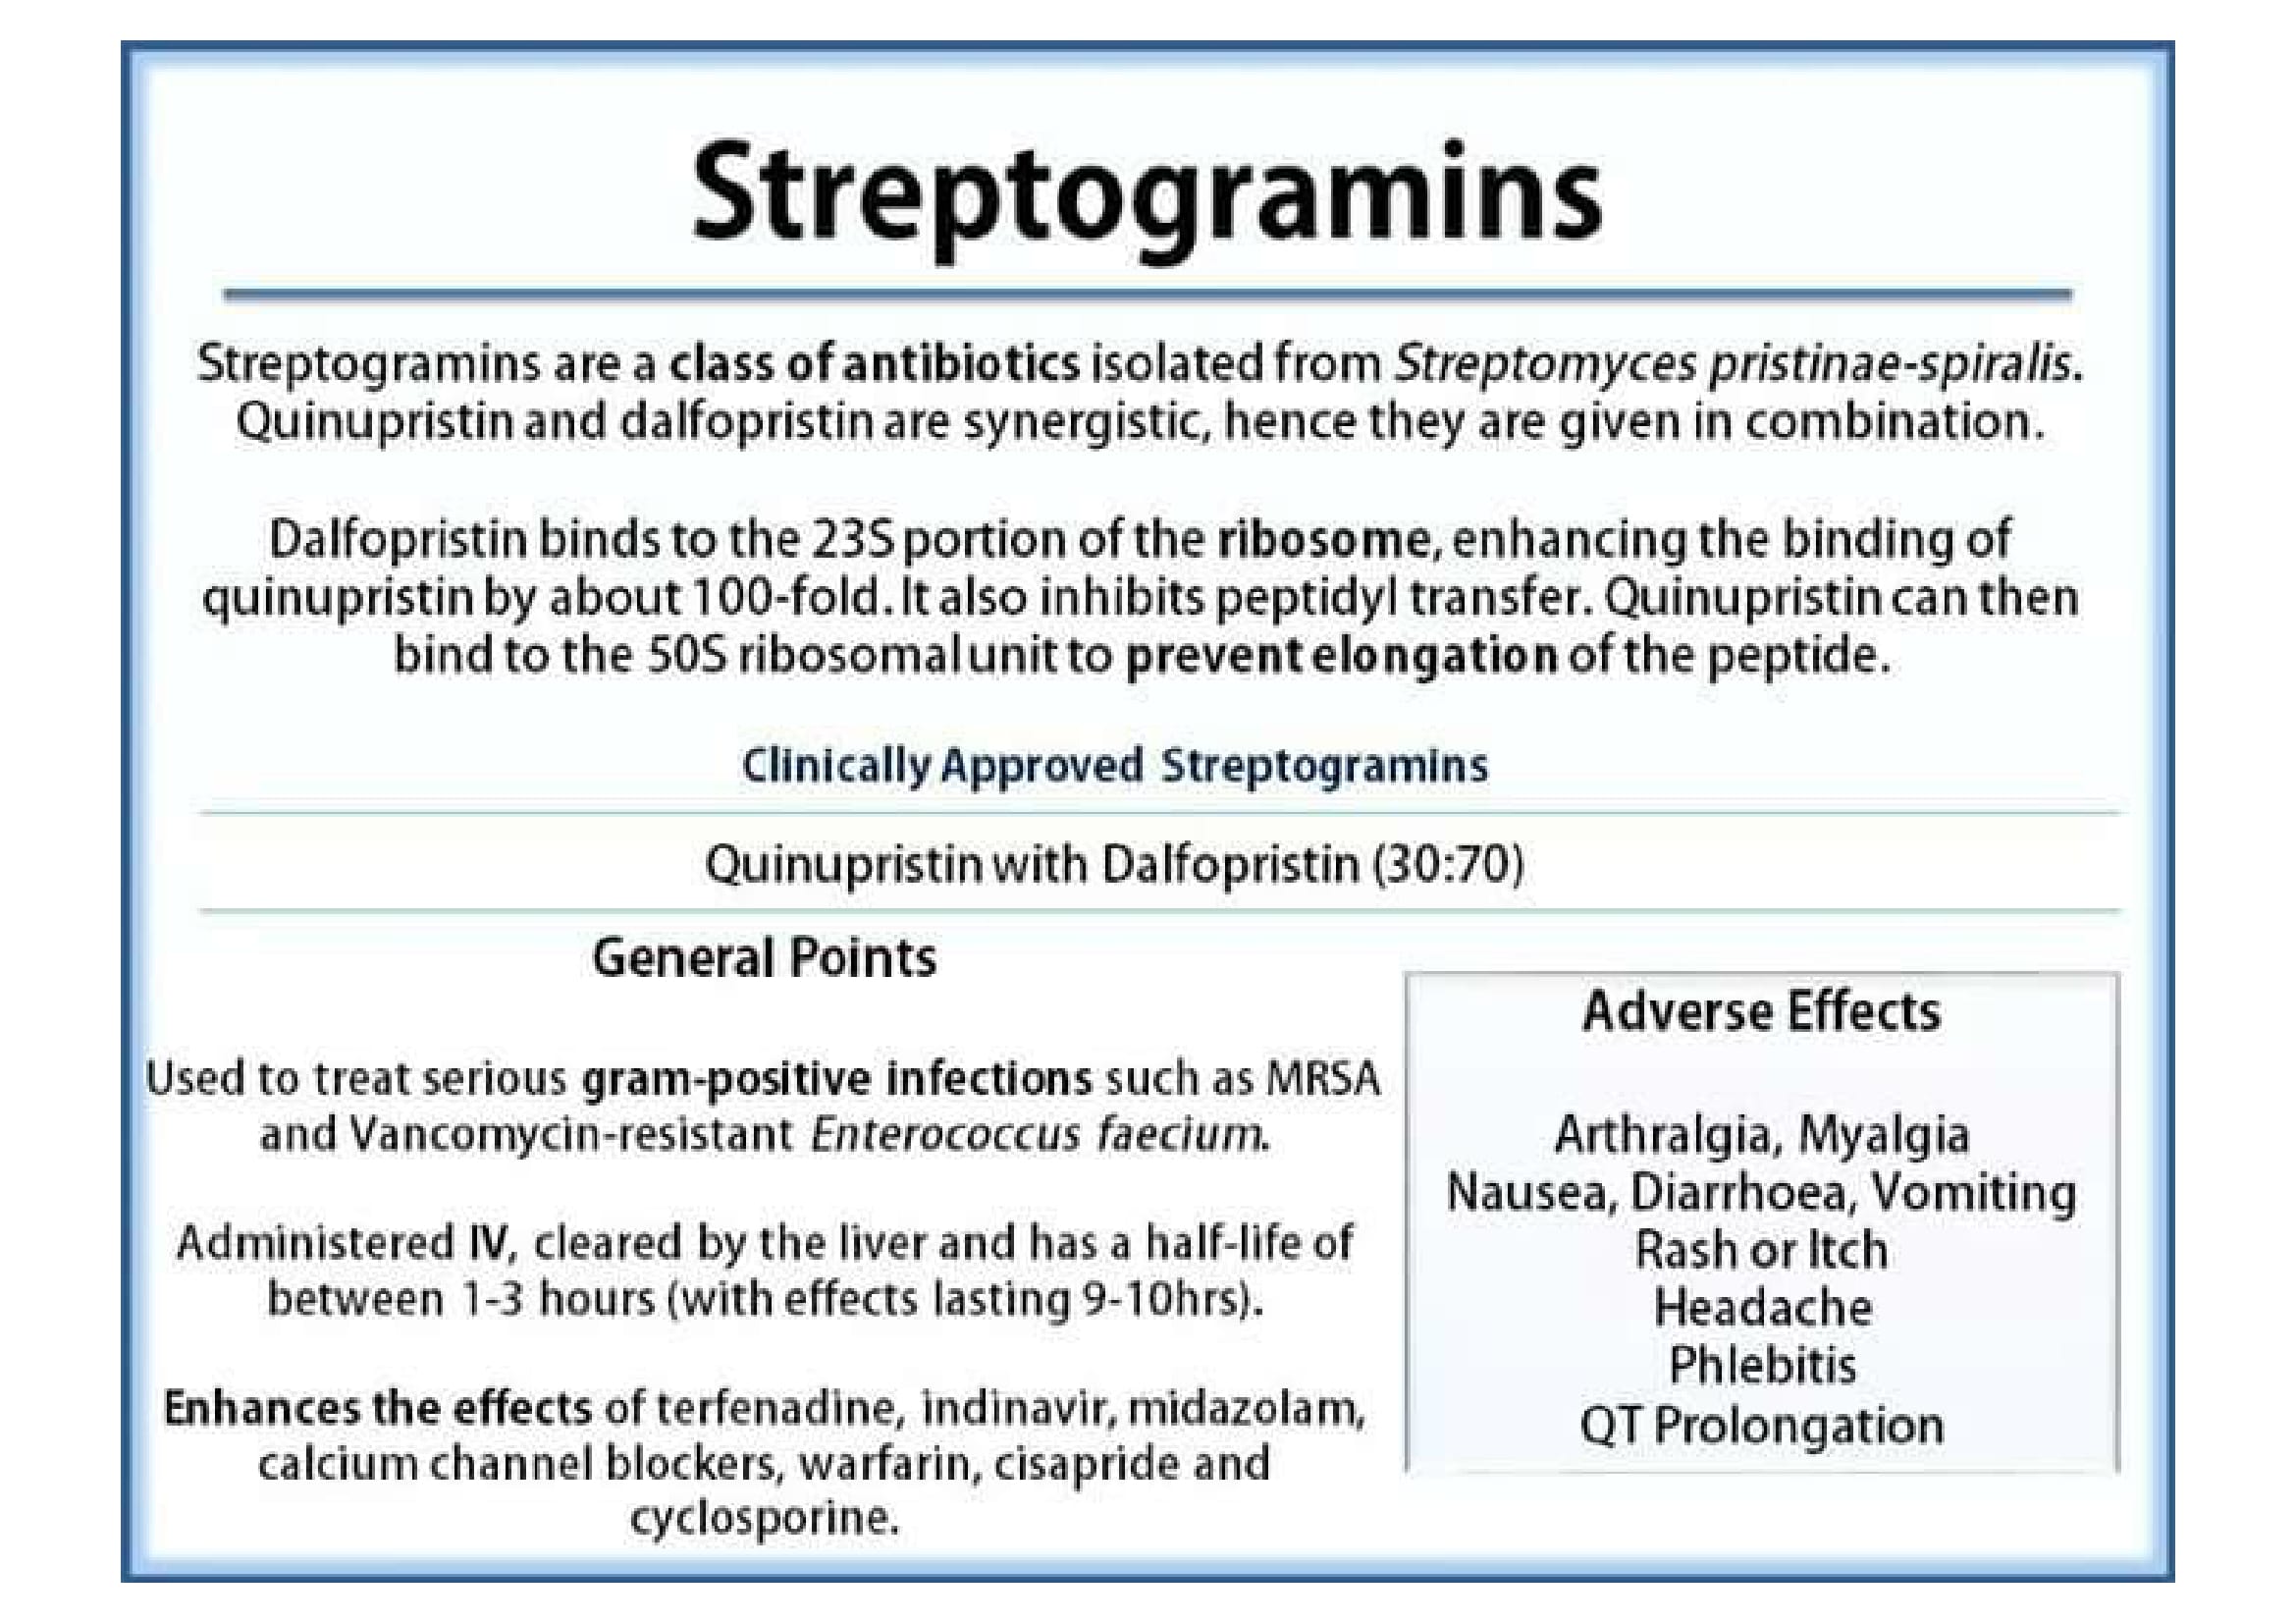 Streptogramins
Streptogramins are a class of antibiotics isolated from Streptomyces pristinae-spiralis.
Quinupristin and dalfopristin are synergistic, hence they are given in combination.
Dalfopristin binds to the 23S portion of the ribosome, enhancing the binding of
quinupristin by about 100-fold. It also inhibits peptidyl transfer. Quinupristin can then
bind to the 50S ribosomal unit to prevent elongation of the peptide.
Clinically Approved Streptogramins
Quinupristin with Dalfopristin (30:70)
General Points
Used to treat serious gram-positive infections such as MRSA
and Vancomycin-resistant Enterococcus faecium.
Administered IV, cleared by the liver and has a half-life of
between 1-3 hours (with effects lasting 9-10hrs).
Enhances the effects of terfenadine, indinavir, midazolam,
calcium channel blockers, warfarin, cisapride and
cyclosporine.
Adverse Effects
Arthralgia, Myalgia
Nausea, Diarrhoea, Vomiting
Rash or Itch
Headache
Phlebitis
QT Prolongation